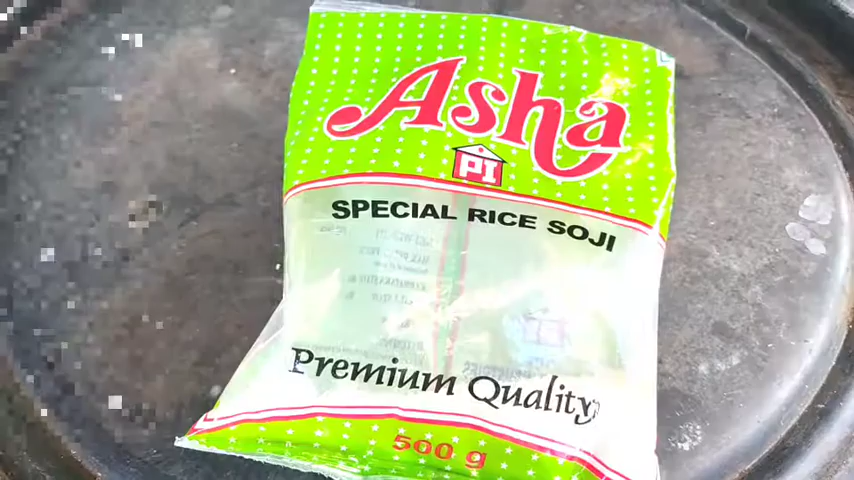 Asha
PI
SPECIAL RICE SOJI
Premium Quality
500 g